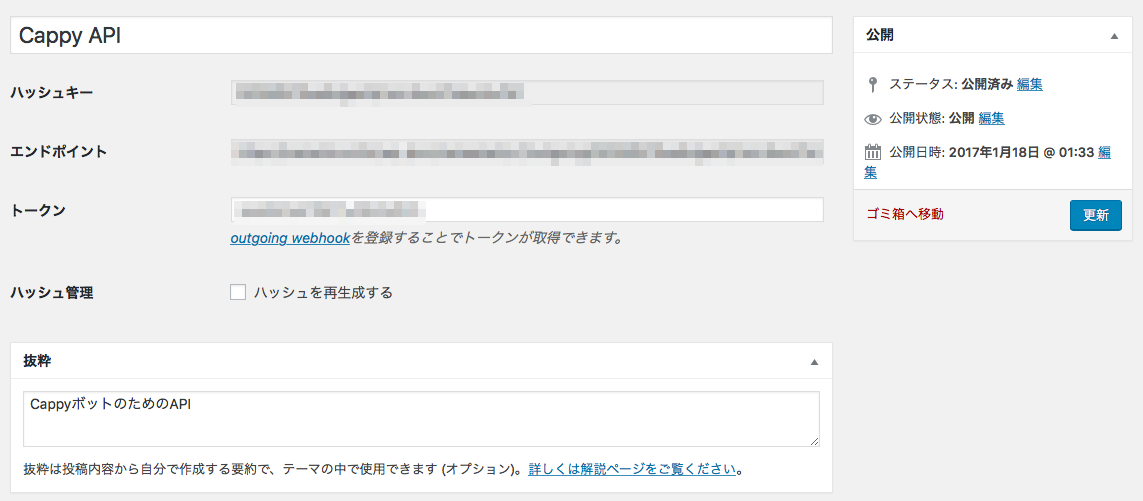 Cappy API
ハッシュキー
エンドポイント
トークン
outgoing webhookを登録することでトークンが取得できます。
ハッシュ管理
ハッシュを再生成する
抜粋
CappyボットのためのAPI
抜粋は投稿内容から自分で作成する要約で、テーマの中で使用できます (オプション)。詳しくは解説ページをご覧ください。
公開
ステータス: 公開済み 編集
公開状態: 公開 編集
公開日時: 2017年1月18日 @ 01:33 編
集
ゴミ箱へ移動
更新